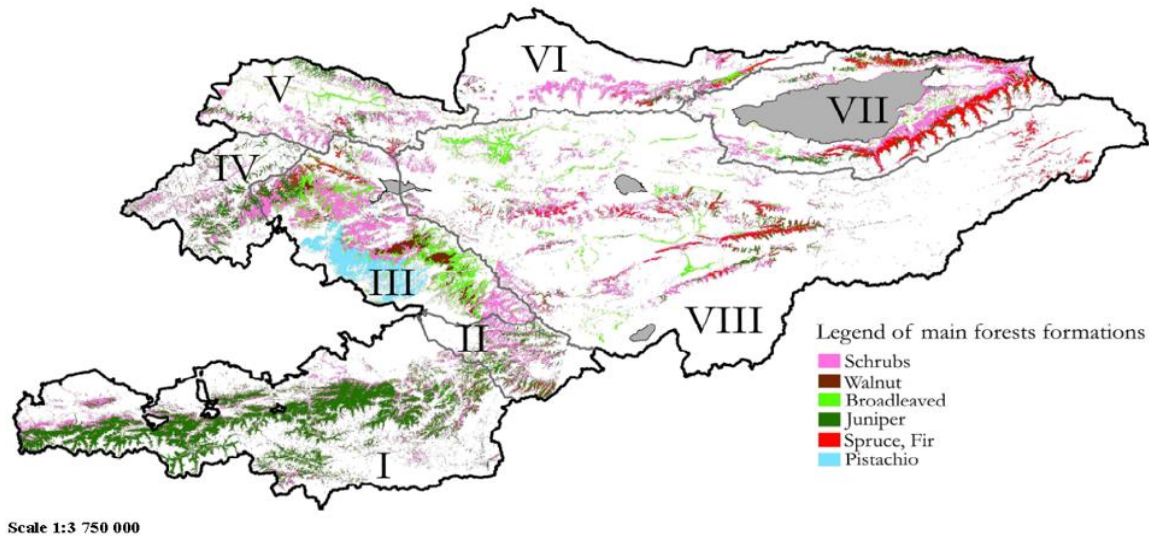 VI
V
VII
IV
III
II
VIII
I
Legend of main forests formations
Schrubs
Walnut
Broadleaved
Juniper
Spruce, Fir
Pistachio
Scale 1:3 750 000